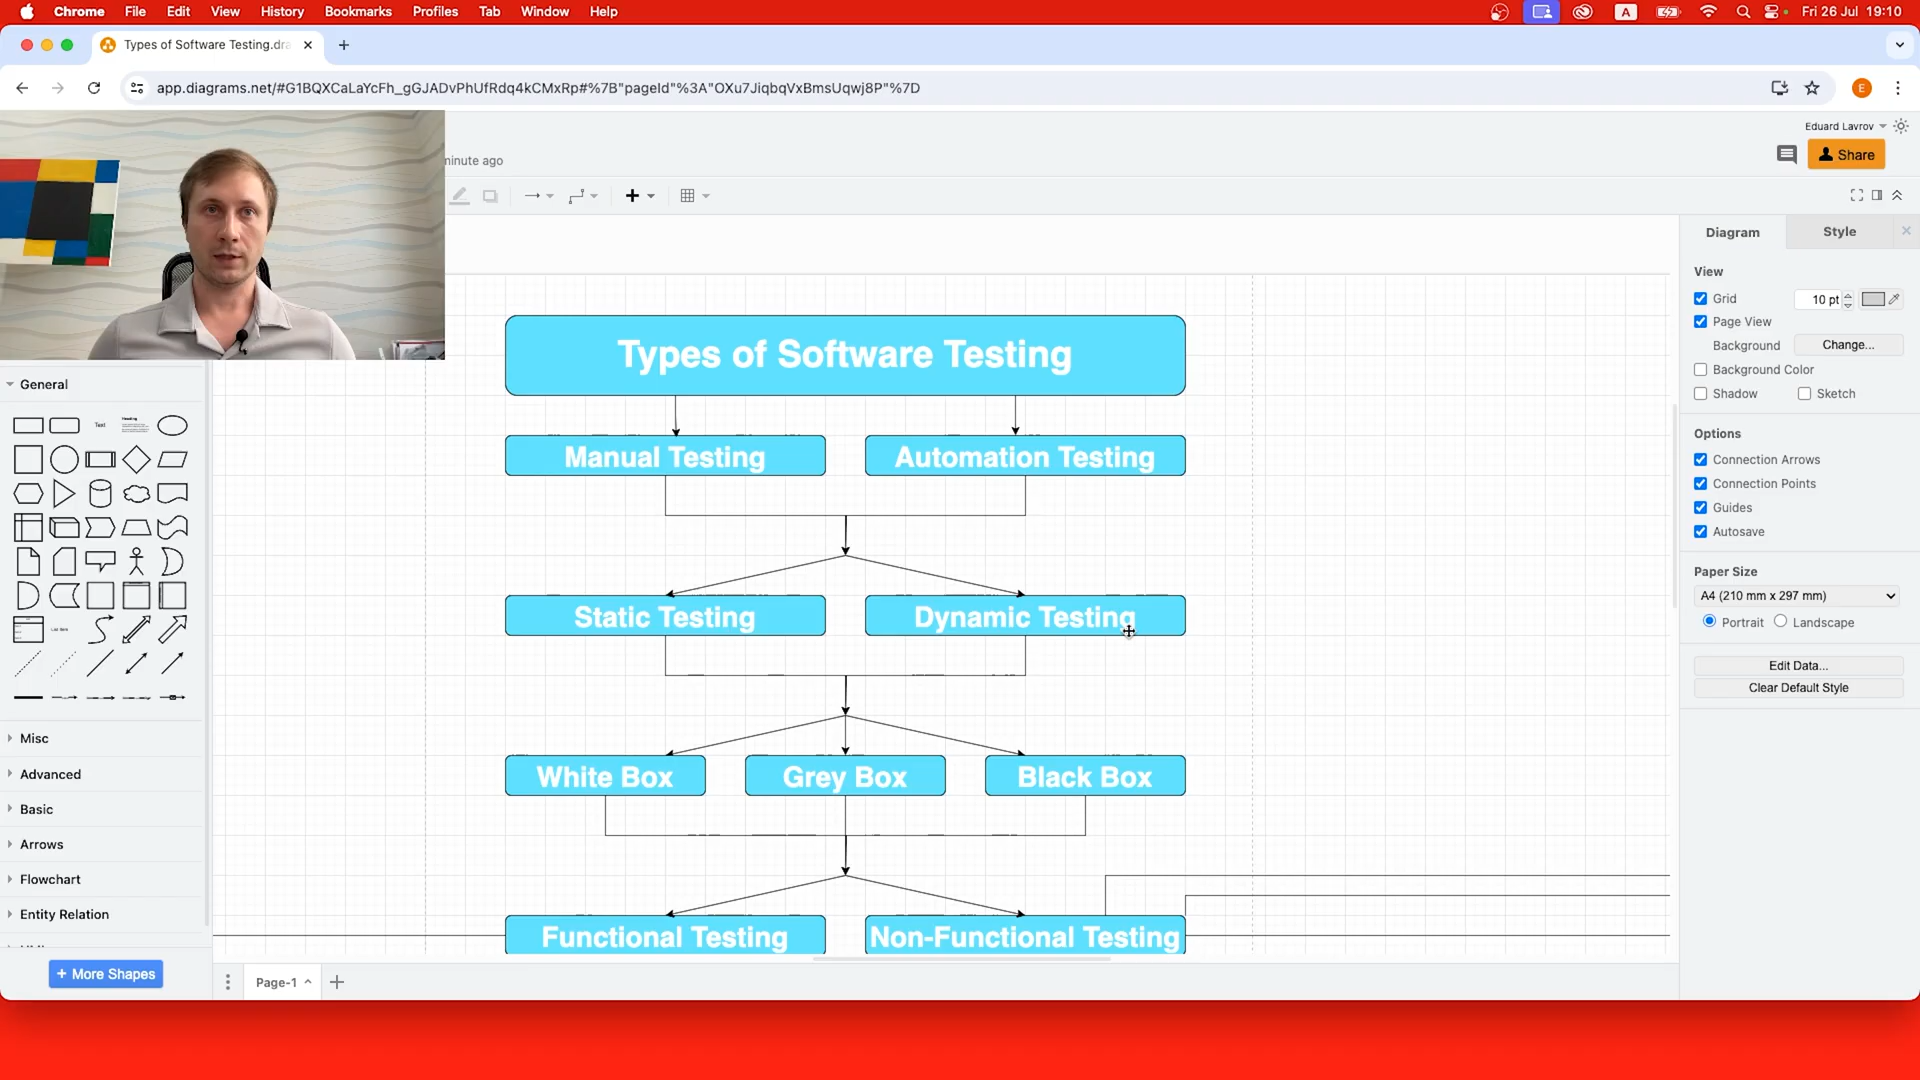 Chrome File Edit View History Bookmarks Profiles Tab Window Help
A
Fri 26 Jul 19:10
Types of Software Testing.dra
app.diagrams.net/#G1BQXCaLaYcFh_gGJADvPhUfRdq4kCMxRp#%7B"pageId"%3A"OXu7JiqbqVxBmsUqwj8P"%7D
E
Eduard Lavrov
minute ago
Share
Diagram
Style
View
Grid
10 pt
Page View
Background
Change...
Background Color
Shadow
Sketch
Options
Connection Arrows
Connection Points
Guides
Autosave
Paper Size
A4 (210 mm x 297 mm)
Portrait
Landscape
Edit Data...
Clear Default Style
General
Text
Heading
Misc
Advanced
Basic
Arrows
Flowchart
Entity Relation
+ More Shapes
Types of Software Testing
Manual Testing
Automation Testing
Static Testing
Dynamic Testing
White Box
Grey Box
Black Box
Functional Testing
Non-Functional Testing
Page-1